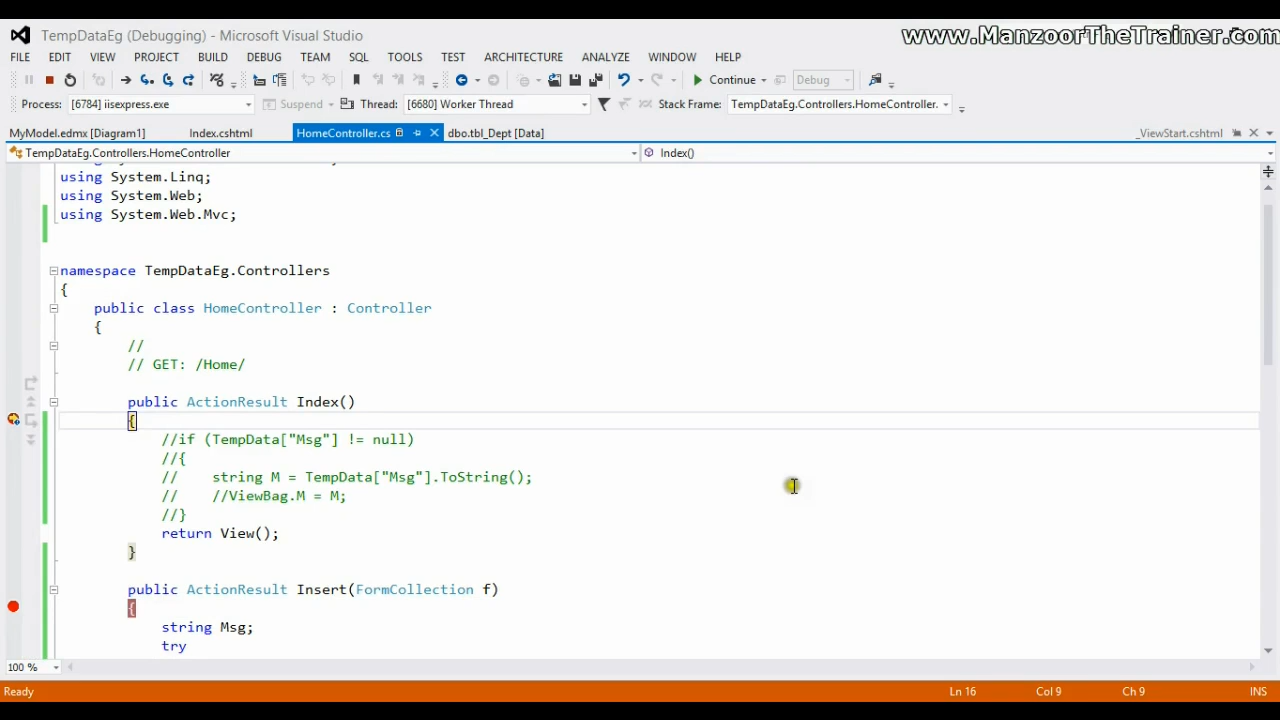 TempDataEg (Debugging) - Microsoft Visual Studio
www.ManzoorTheTrainer.com
FILE EDIT VIEW PROJECT BUILD DEBUG TEAM SQL TOOLS TEST ARCHITECTURE ANALYZE WINDOW HELP
Continue Debug
Process: [6784] iisexpress.exe Suspend Thread: [6680] Worker Thread Stack Frame: TempDataEg.Controllers.HomeController.
MyModel.edmx [Diagram1] Index.cshtml HomeController.cs dbo.tbl_Dept [Data] _ViewStart.cshtml
TempDataEg.Controllers.HomeController Index()
using System.Linq;
using System.Web;
using System.Web.Mvc;
namespace TempDataEg.Controllers
{
public class HomeController : Controller
{
//
// GET: /Home/
public ActionResult Index()
{
//if (TempData["Msg"] != null)
//{
// string M = TempData["Msg"].ToString();
// //ViewBag.M = M;
//}
return View();
}
public ActionResult Insert(FormCollection f)
{
string Msg;
try
100 %
Ready Ln 16 Col 9 Ch 9 INS